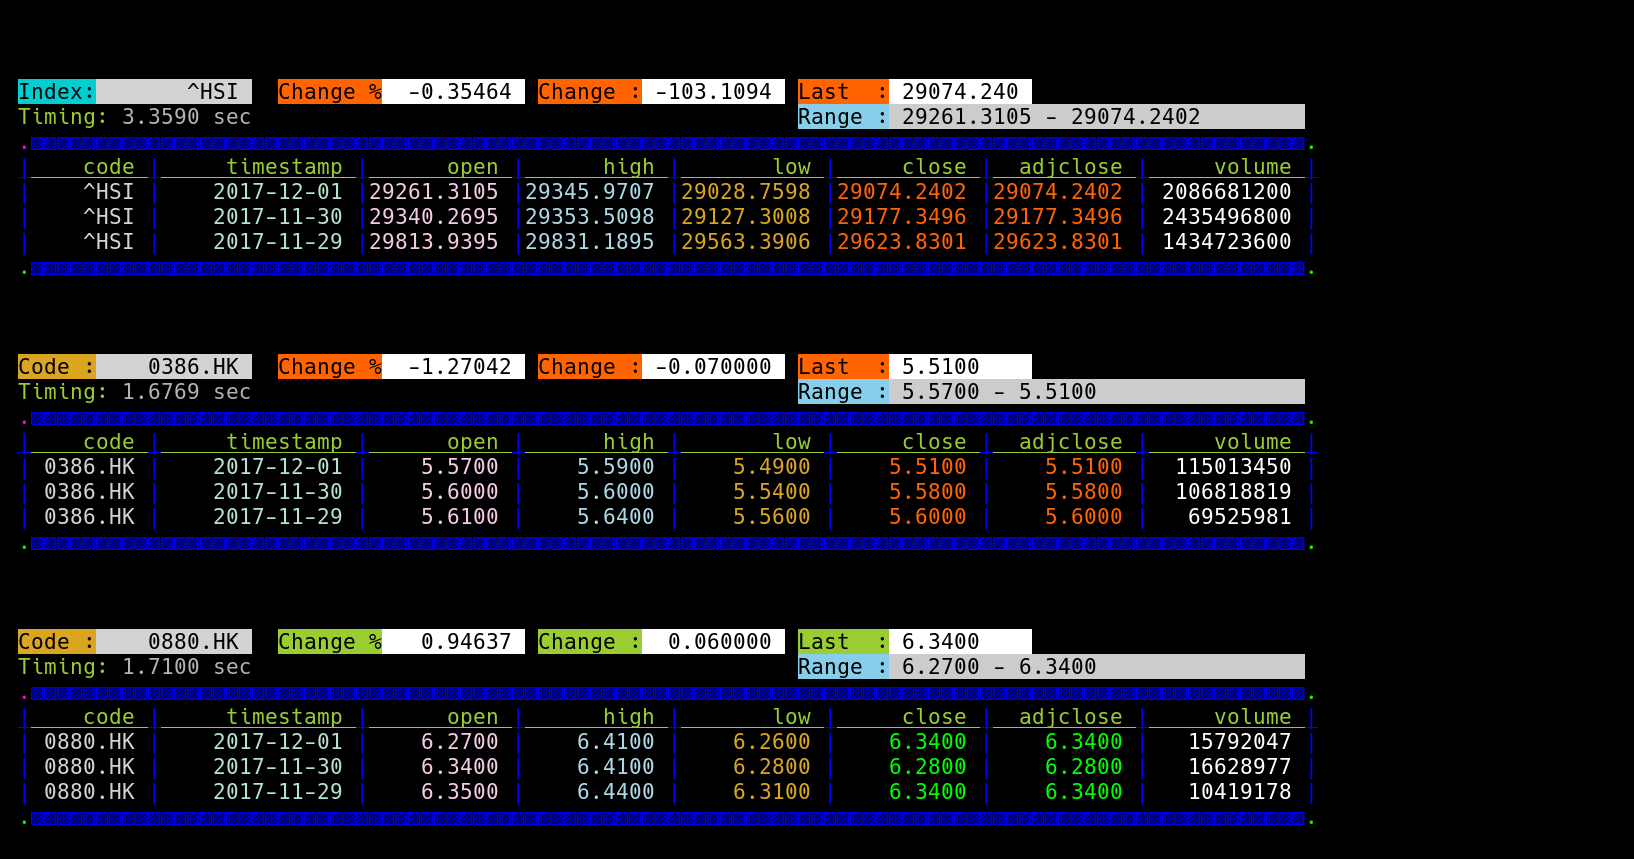 Index: ^HSI Change % -0.35464 Change : -103.1094 Last : 29074.240
Timing: 3.3590 sec Range : 29261.3105 - 29074.2402
code | timestamp | open | high | low | close | adjclose | volume |
| ^HSI | 2017-12-01 | 29261.3105 | 29345.9707 | 29028.7598 | 29074.2402 | 29074.2402 | 2086681200 |
| ^HSI | 2017-11-30 | 29340.2695 | 29353.5098 | 29127.3008 | 29177.3496 | 29177.3496 | 2435496800 |
| ^HSI | 2017-11-29 | 29813.9395 | 29831.1895 | 29563.3906 | 29623.8301 | 29623.8301 | 1434723600 |
Code : 0386.HK Change % -1.27042 Change : -0.070000 Last : 5.5100
Timing: 1.6769 sec Range : 5.5700 - 5.5100
| code | timestamp | open | high | low | close | adjclose | volume |
| 0386.HK | 2017-12-01 | 5.5700 | 5.5900 | 5.4900 | 5.5100 | 5.5100 | 115013450 |
| 0386.HK | 2017-11-30 | 5.6000 | 5.6000 | 5.5400 | 5.5800 | 5.5800 | 106818819 |
| 0386.HK | 2017-11-29 | 5.6100 | 5.6400 | 5.5600 | 5.6000 | 5.6000 | 69525981 |
Code : 0880.HK Change % 0.94637 Change : 0.060000 Last : 6.3400
Timing: 1.7100 sec Range : 6.2700 - 6.3400
| code | timestamp | open | high | low | close | adjclose | volume |
| 0880.HK | 2017-12-01 | 6.2700 | 6.4100 | 6.2600 | 6.3400 | 6.3400 | 15792047 |
| 0880.HK | 2017-11-30 | 6.3400 | 6.4100 | 6.2800 | 6.2800 | 6.2800 | 16628977 |
| 0880.HK | 2017-11-29 | 6.3500 | 6.4400 | 6.3100 | 6.3400 | 6.3400 | 10419178 |